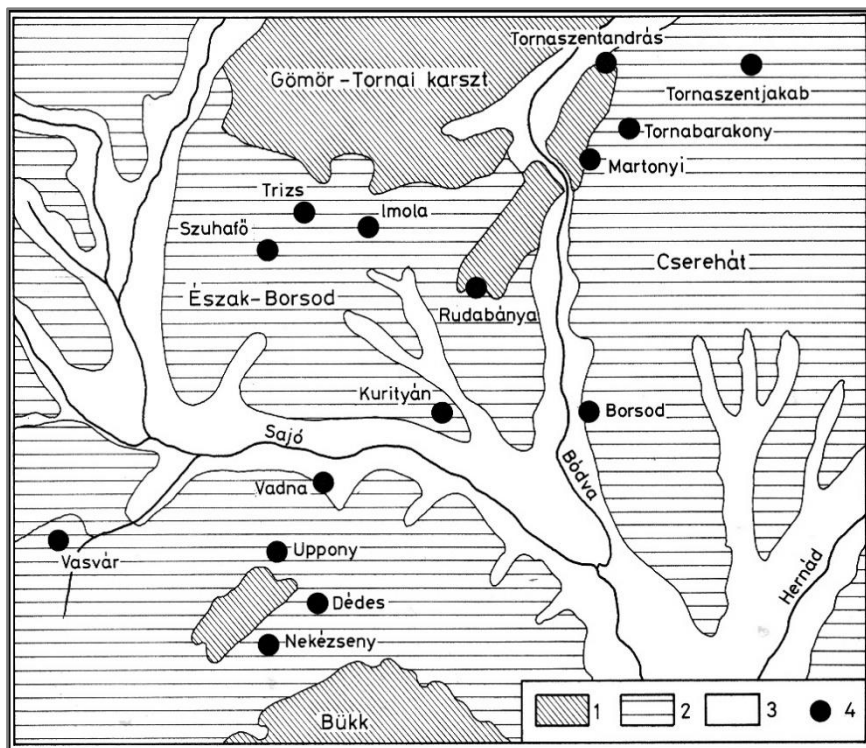 Tornaszentandrás
Gömör-Tornai karszt
Tornaszentjakab
Tornabarakony
Martonyi
Trizs
Imola
Szuhafő
Cserehát
Észak-Borsod
Rudabánya
Kurityán
Borsod
Sajó
Bódva
Vadna
Vasvár
Uppony
Hernád
Dédes
Nekézseny
Bükk
1 2 3 4